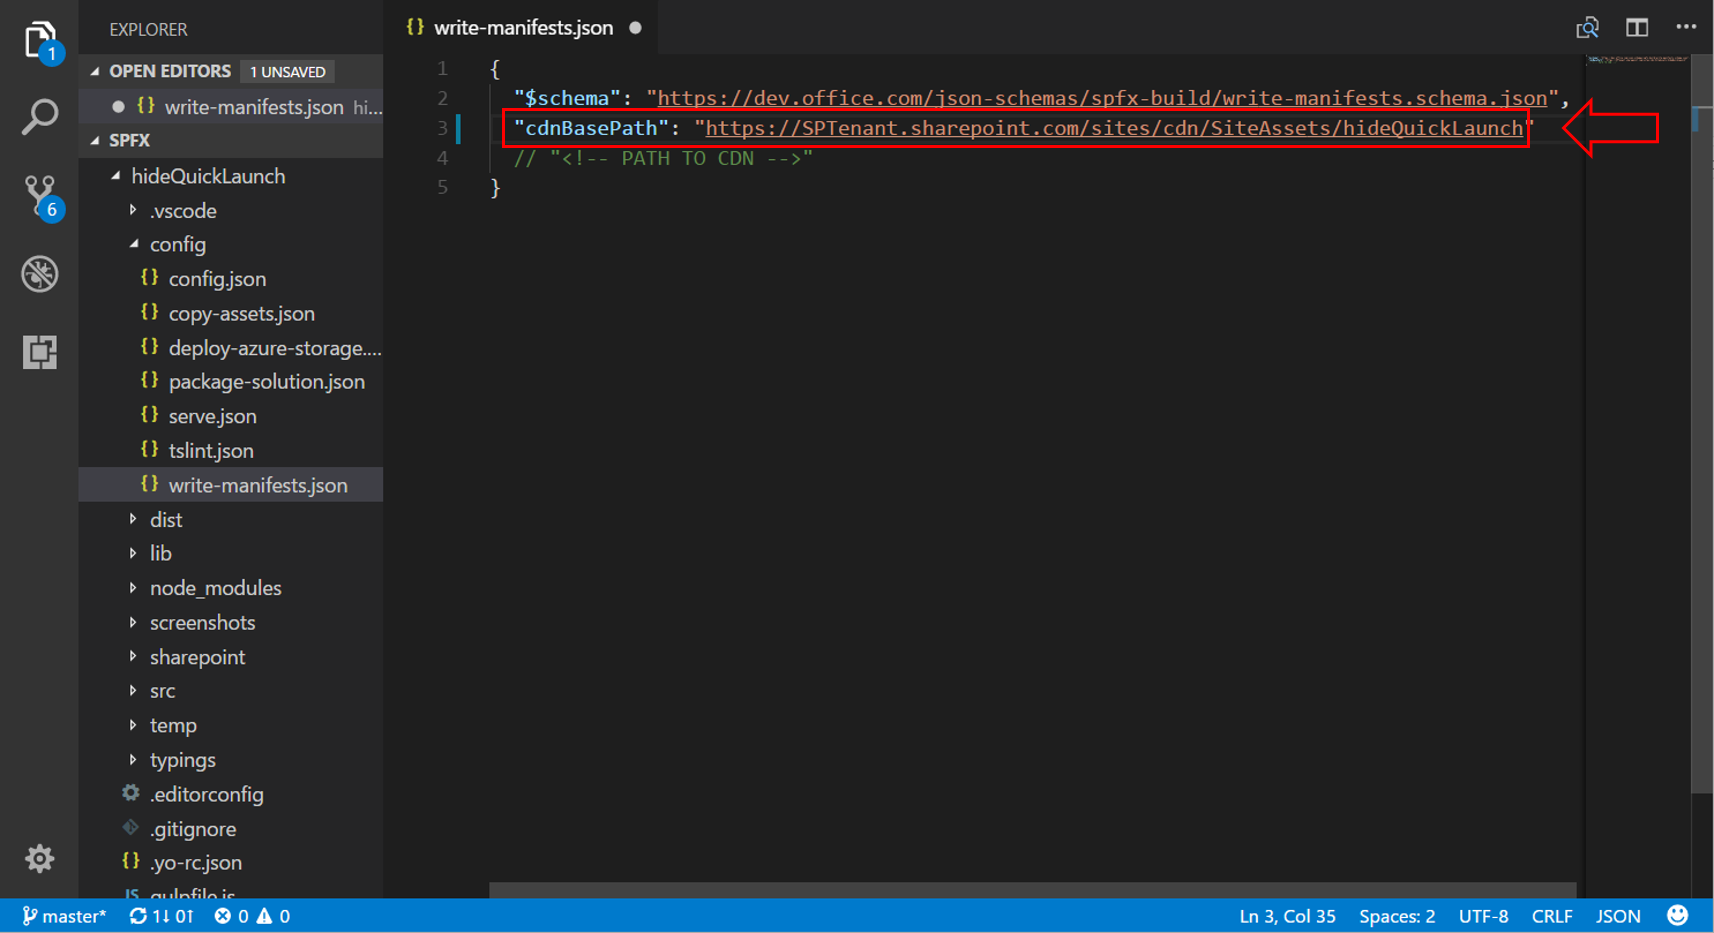 1
6
EXPLORER
OPEN EDITORS 1 UNSAVED
{} write-manifests.json hi...
SPFX
hideQuickLaunch
.vscode
config
{} config.json
{} copy-assets.json
{} deploy-azure-storage....
{} package-solution.json
{} serve.json
{} tslint.json
{} write-manifests.json
dist
lib
node_modules
screenshots
sharepoint
src
temp
typings
.editorconfig
.gitignore
{} .yo-rc.json
JS gulpfile.js
{} write-manifests.json
1 {
2 "$schema": "https://dev.office.com/json-schemas/spfx-build/write-manifests.schema.json",
3 "cdnBasePath": "https://SPTenant.sharepoint.com/sites/cdn/SiteAssets/hideQuickLaunch"
4 // "<!-- PATH TO CDN -->"
5 }
master* 1↓ 0↑ 0 0 Ln 3, Col 35 Spaces: 2 UTF-8 CRLF JSON